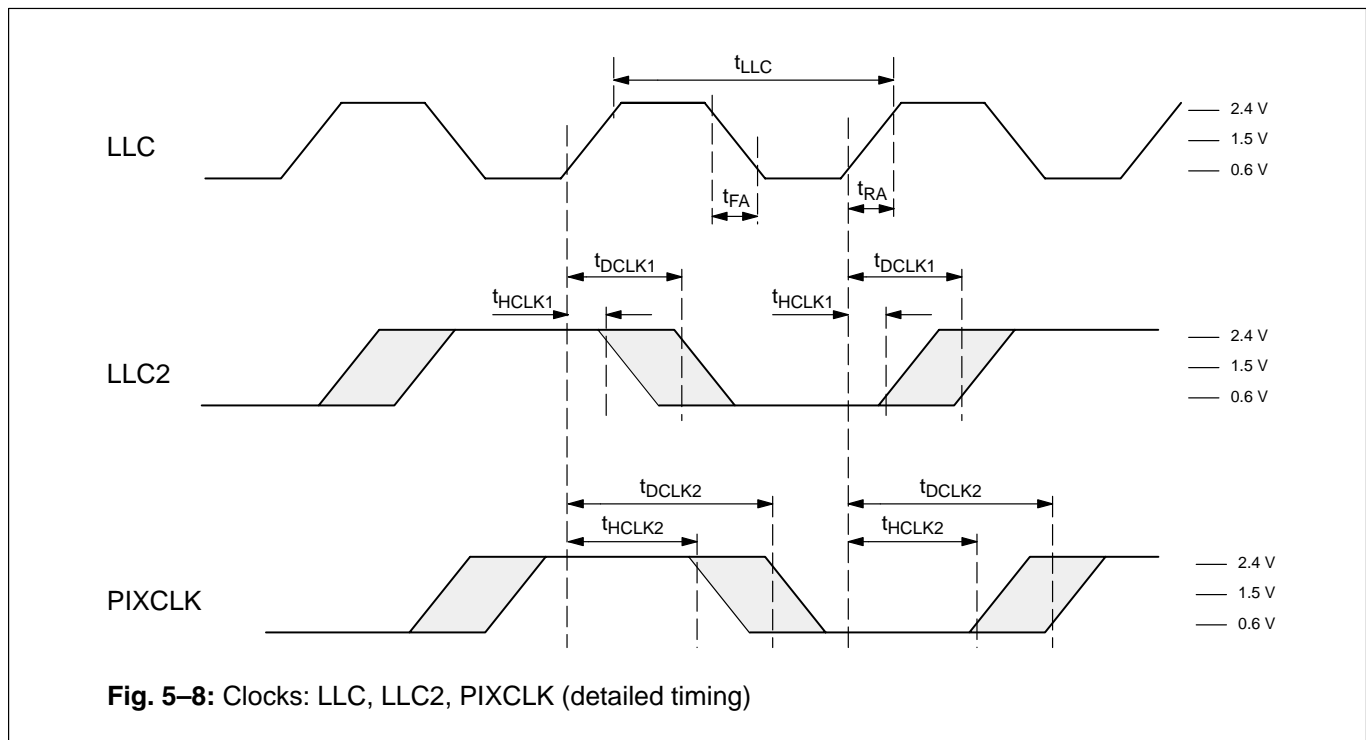 tLLC
LLC
2.4 V
1.5 V
0.6 V
tFA
tRA
tDCLK1
tDCLK1
tHCLK1
tHCLK1
LLC2
2.4 V
1.5 V
0.6 V
tDCLK2
tDCLK2
tHCLK2
tHCLK2
PIXCLK
2.4 V
1.5 V
0.6 V
Fig. 5–8: Clocks: LLC, LLC2, PIXCLK (detailed timing)